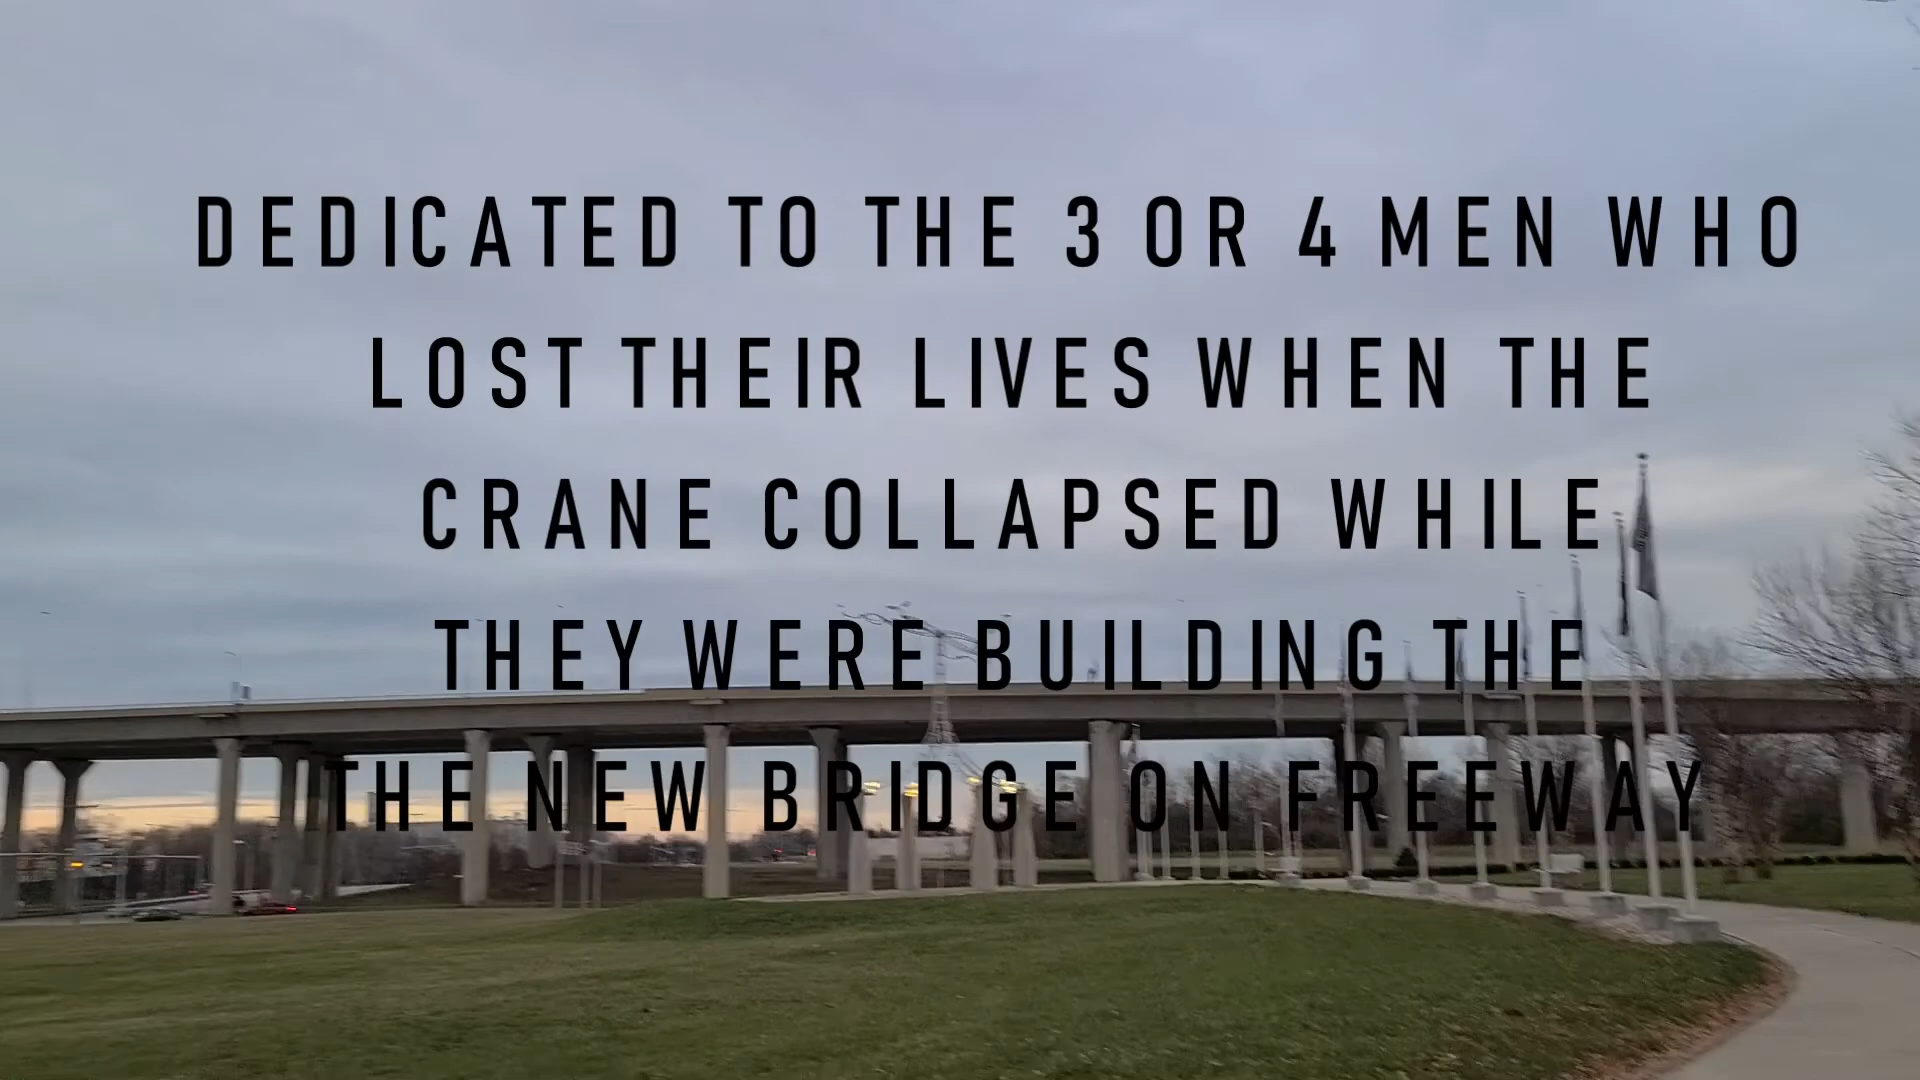 DEDICATED TO THE 3 OR 4 MEN WHO
LOST THEIR LIVES WHEN THE
CRANE COLLAPSED WHILE
THEY WERE BUILDING THE
THE NEW BRIDGE ON FREEWAY